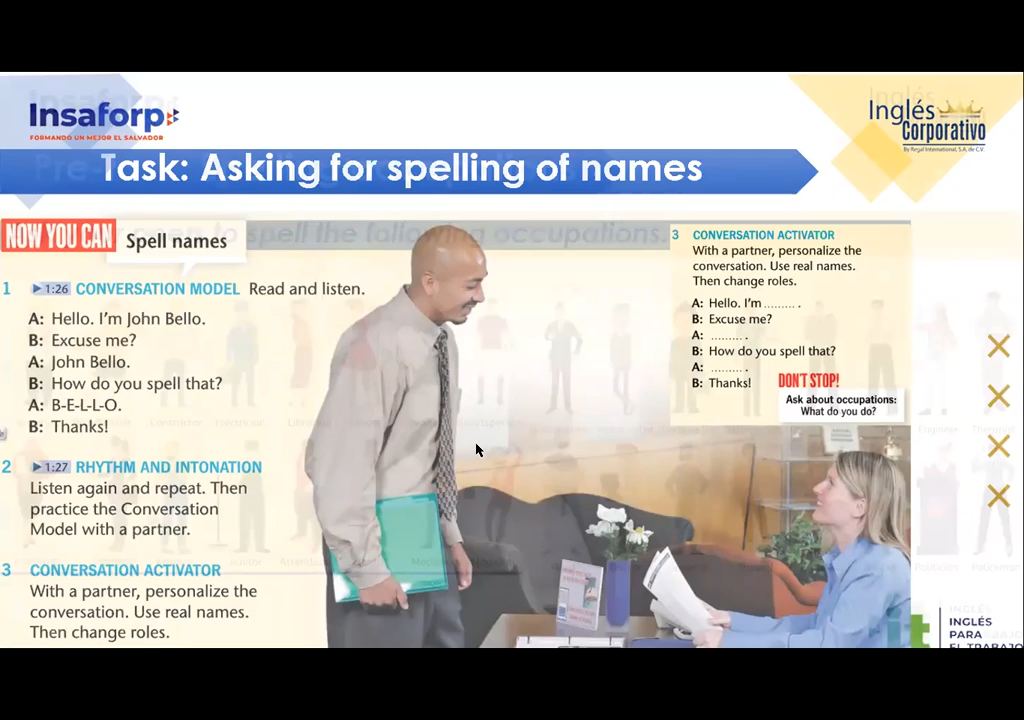 Insaforp
FORMANDO UN MEJOR EL SALVADOR
Inglés
Corporativo
By Regal International, S.A. de C.V.
Task: Asking for spelling of names
to spell the following occupations.
NOW YOU CAN
Spell names
1 1:26 CONVERSATION MODEL Read and listen.
A: Hello. I'm John Bello.
B: Excuse me?
A: John Bello.
B: How do you spell that?
A: B-E-L-L-O.
B: Thanks!
2 1:27 RHYTHM AND INTONATION
Listen again and repeat. Then
practice the Conversation
Model with a partner.
3 CONVERSATION ACTIVATOR
With a partner, personalize the
conversation. Use real names.
Then change roles.
3 CONVERSATION ACTIVATOR
With a partner, personalize the
conversation. Use real names.
Then change roles.
A: Hello. I'm ......... .
B: Excuse me?
A: ......... .
B: How do you spell that?
A: ......... .
B: Thanks!
DON'T STOP!
Ask about occupations:
What do you do?
INGLÉS
PARA
EL TRABAJO